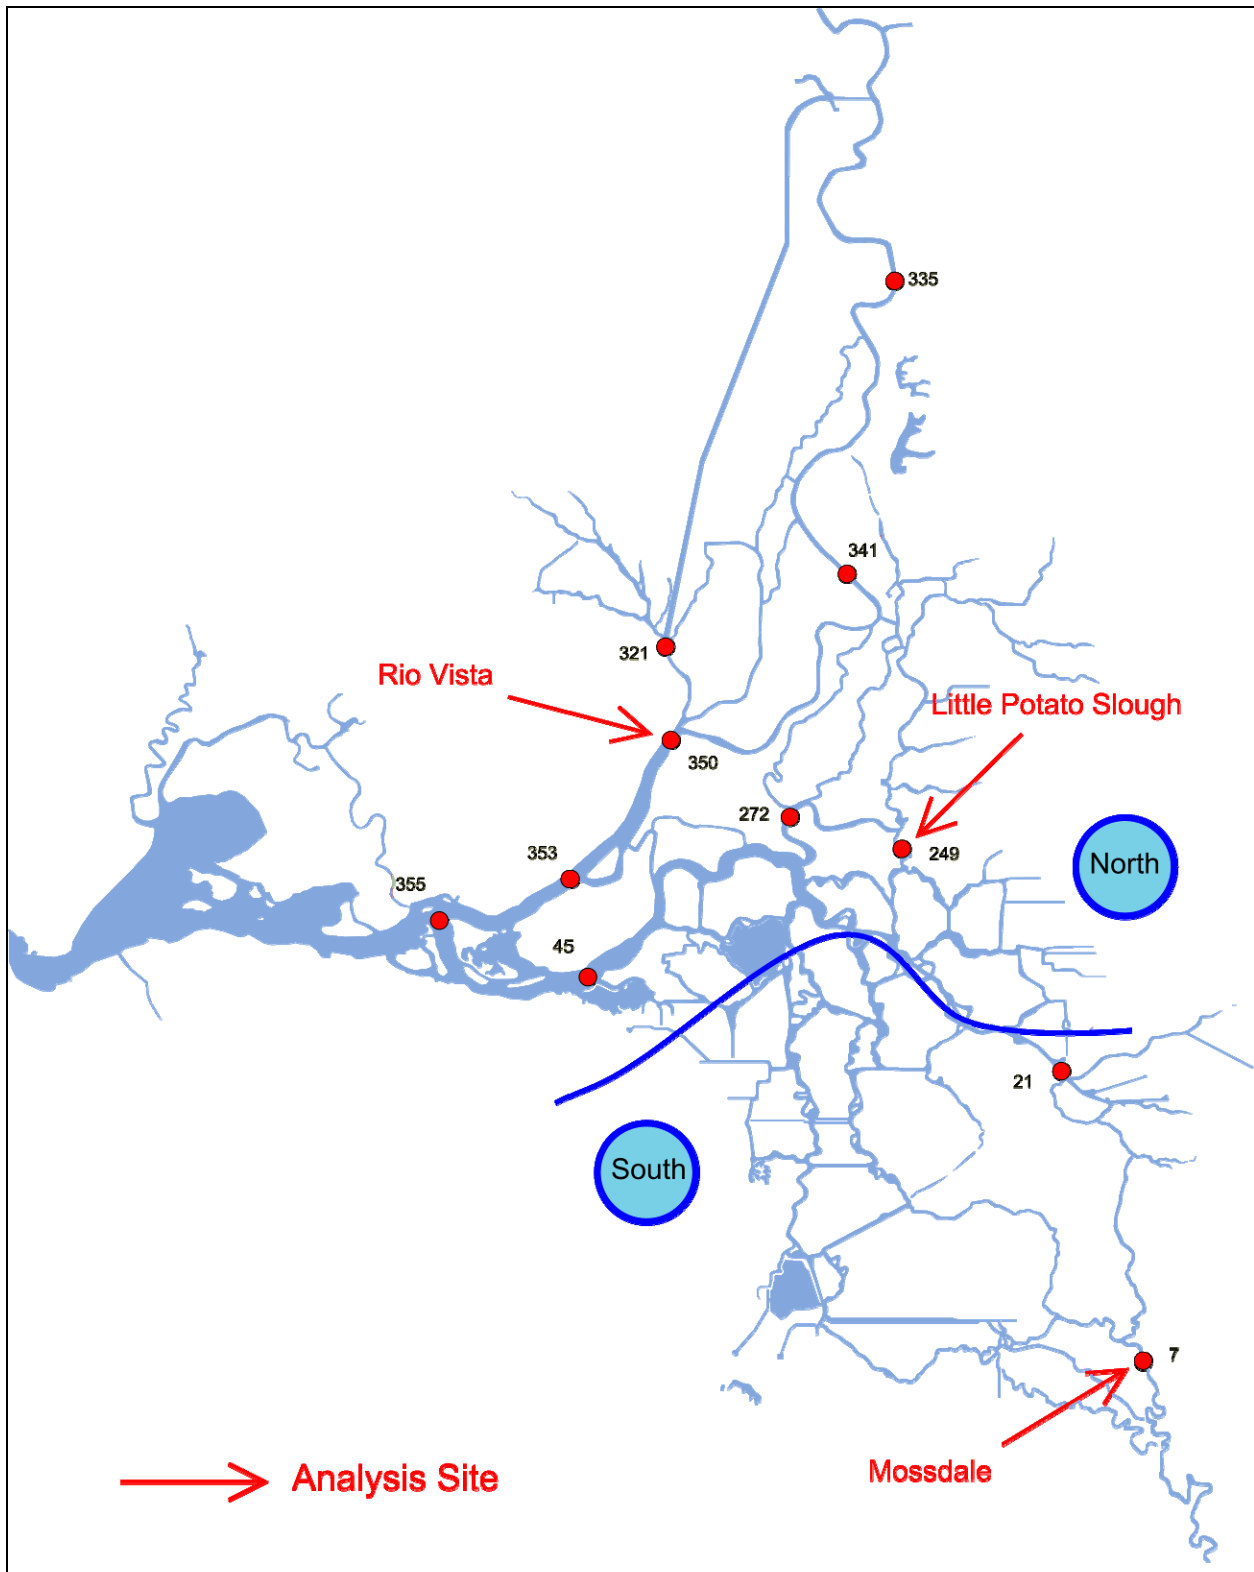 335
341
321
Rio Vista
Little Potato Slough
350
272
249
North
353
355
45
21
South
7
Mossdale
Analysis Site